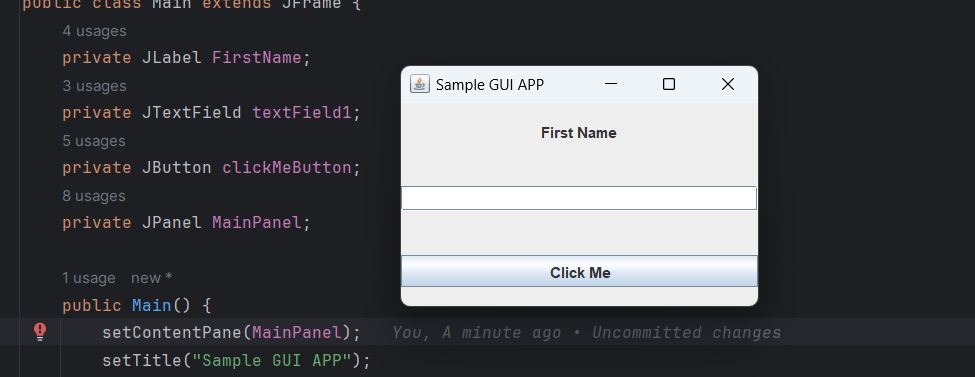 public class Main extends JFrame {
4 usages
private JLabel FirstName;
3 usages
private JTextField textField1;
5 usages
private JButton clickMeButton;
8 usages
private JPanel MainPanel;
1 usage new *
public Main() {
setContentPane(MainPanel); You, A minute ago • Uncommitted changes
setTitle("Sample GUI APP");
Sample GUI APP
First Name
Click Me